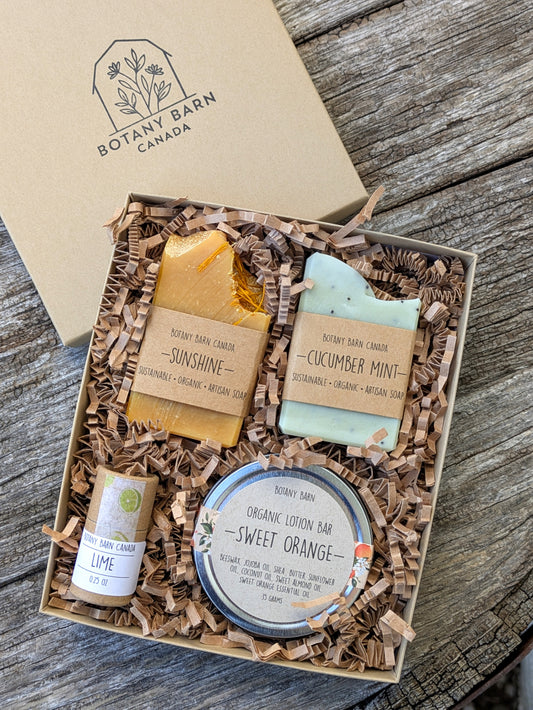 BOTANY BARN
CANADA
BOTANY BARN CANADA
—SUNSHINE—
SUSTAINABLE • ORGANIC • ARTISAN SOAP
BOTANY BARN CANADA
—CUCUMBER MINT—
SUSTAINABLE • ORGANIC • ARTISAN SOAP
BOTANY BARN CANADA
LIME
0.25 OZ
BOTANY BARN
ORGANIC LOTION BAR
—SWEET ORANGE—
BEESWAX, JOJOBA OIL, SHEA BUTTER, SUNFLOWER
OIL, COCONUT OIL, SWEET ALMOND OIL,
SWEET ORANGE ESSENTIAL OIL
35 GRAMS